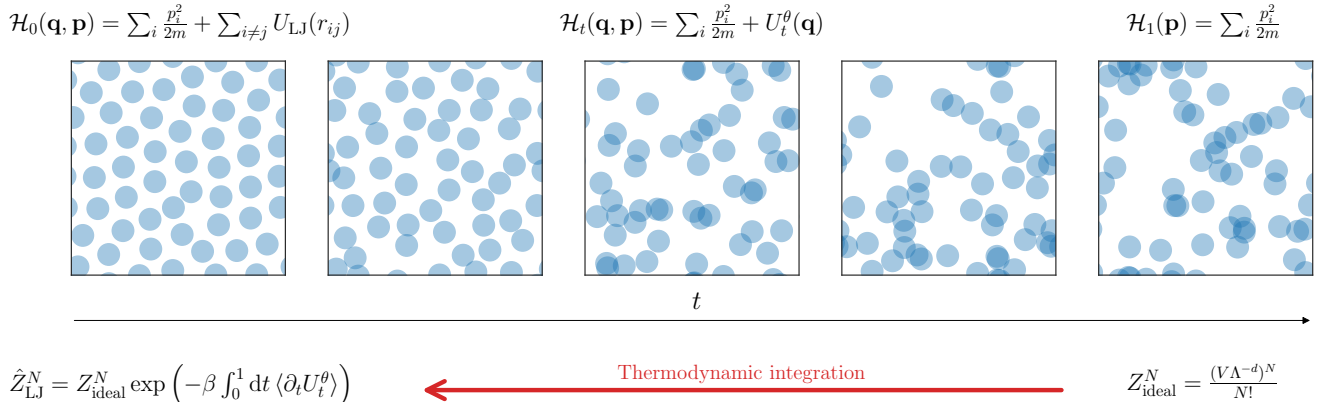 $\mathcal{H}_0(\mathbf{q}, \mathbf{p}) = \sum_i \frac{p_i^2}{2m} + \sum_{i \neq j} U_{\mathrm{LJ}}(r_{ij})$
$\mathcal{H}_t(\mathbf{q}, \mathbf{p}) = \sum_i \frac{p_i^2}{2m} + U_t^\theta(\mathbf{q})$
$\mathcal{H}_1(\mathbf{p}) = \sum_i \frac{p_i^2}{2m}$
$t$
$\hat{Z}_{\mathrm{LJ}}^N = Z_{\mathrm{ideal}}^N \exp\left(-\beta \int_0^1 \mathrm{d}t \, \langle \partial_t U_t^\theta \rangle\right)$
Thermodynamic integration
$Z_{\mathrm{ideal}}^N = \frac{(V\Lambda^{-d})^N}{N!}$